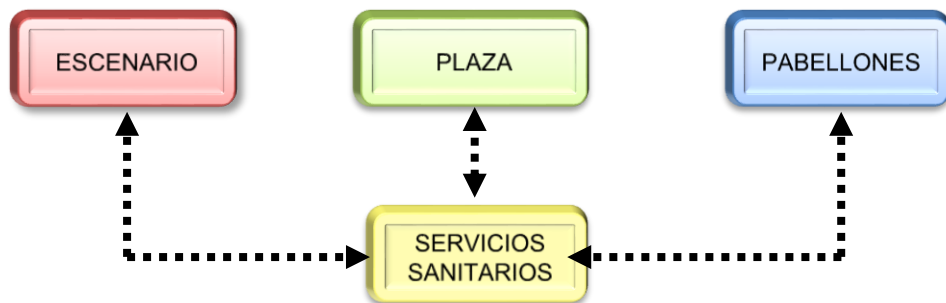 ESCENARIO
PLAZA
PABELLONES
SERVICIOS
SANITARIOS